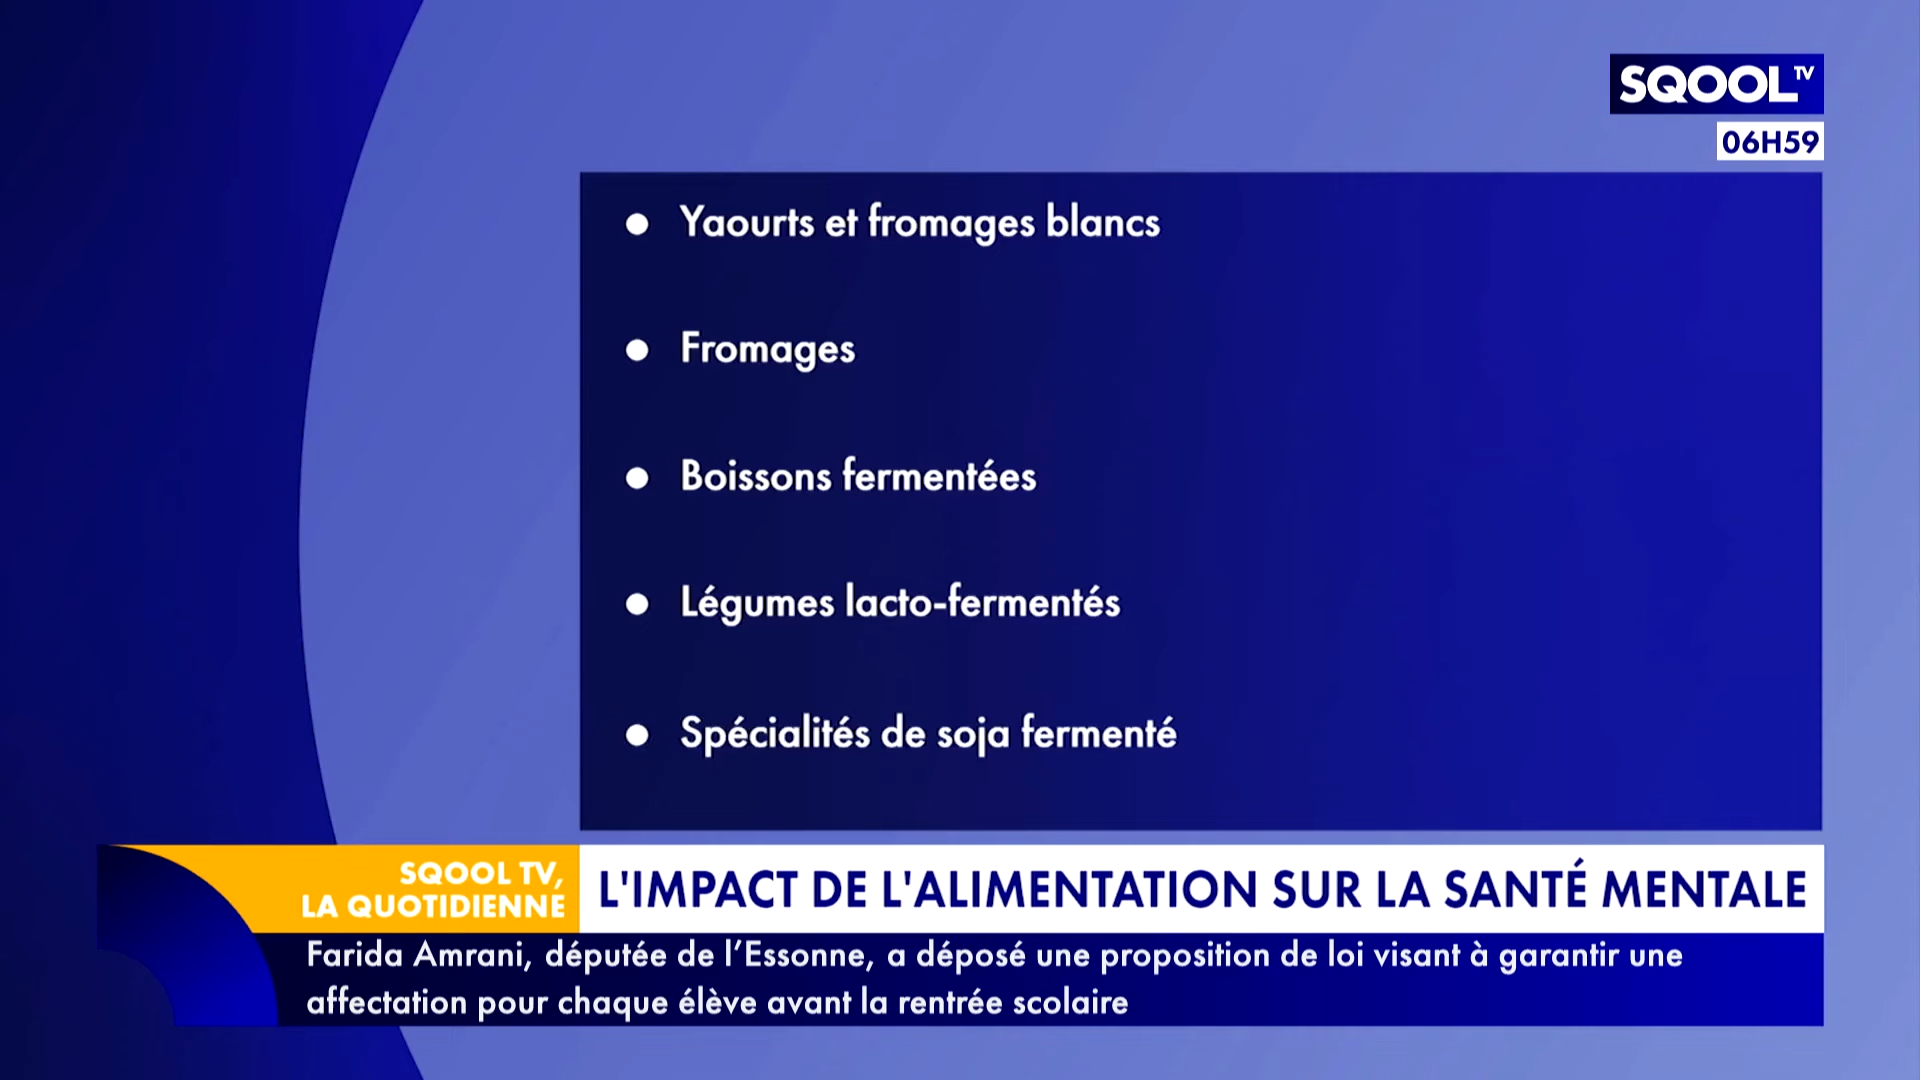 SQOOL TV
06H59
● Yaourts et fromages blancs
● Fromages
● Boissons fermentées
● Légumes lacto-fermentés
● Spécialités de soja fermenté
SQOOL TV,
LA QUOTIDIENNE
L'IMPACT DE L'ALIMENTATION SUR LA SANTÉ MENTALE
Farida Amrani, députée de l’Essonne, a déposé une proposition de loi visant à garantir une
affectation pour chaque élève avant la rentrée scolaire